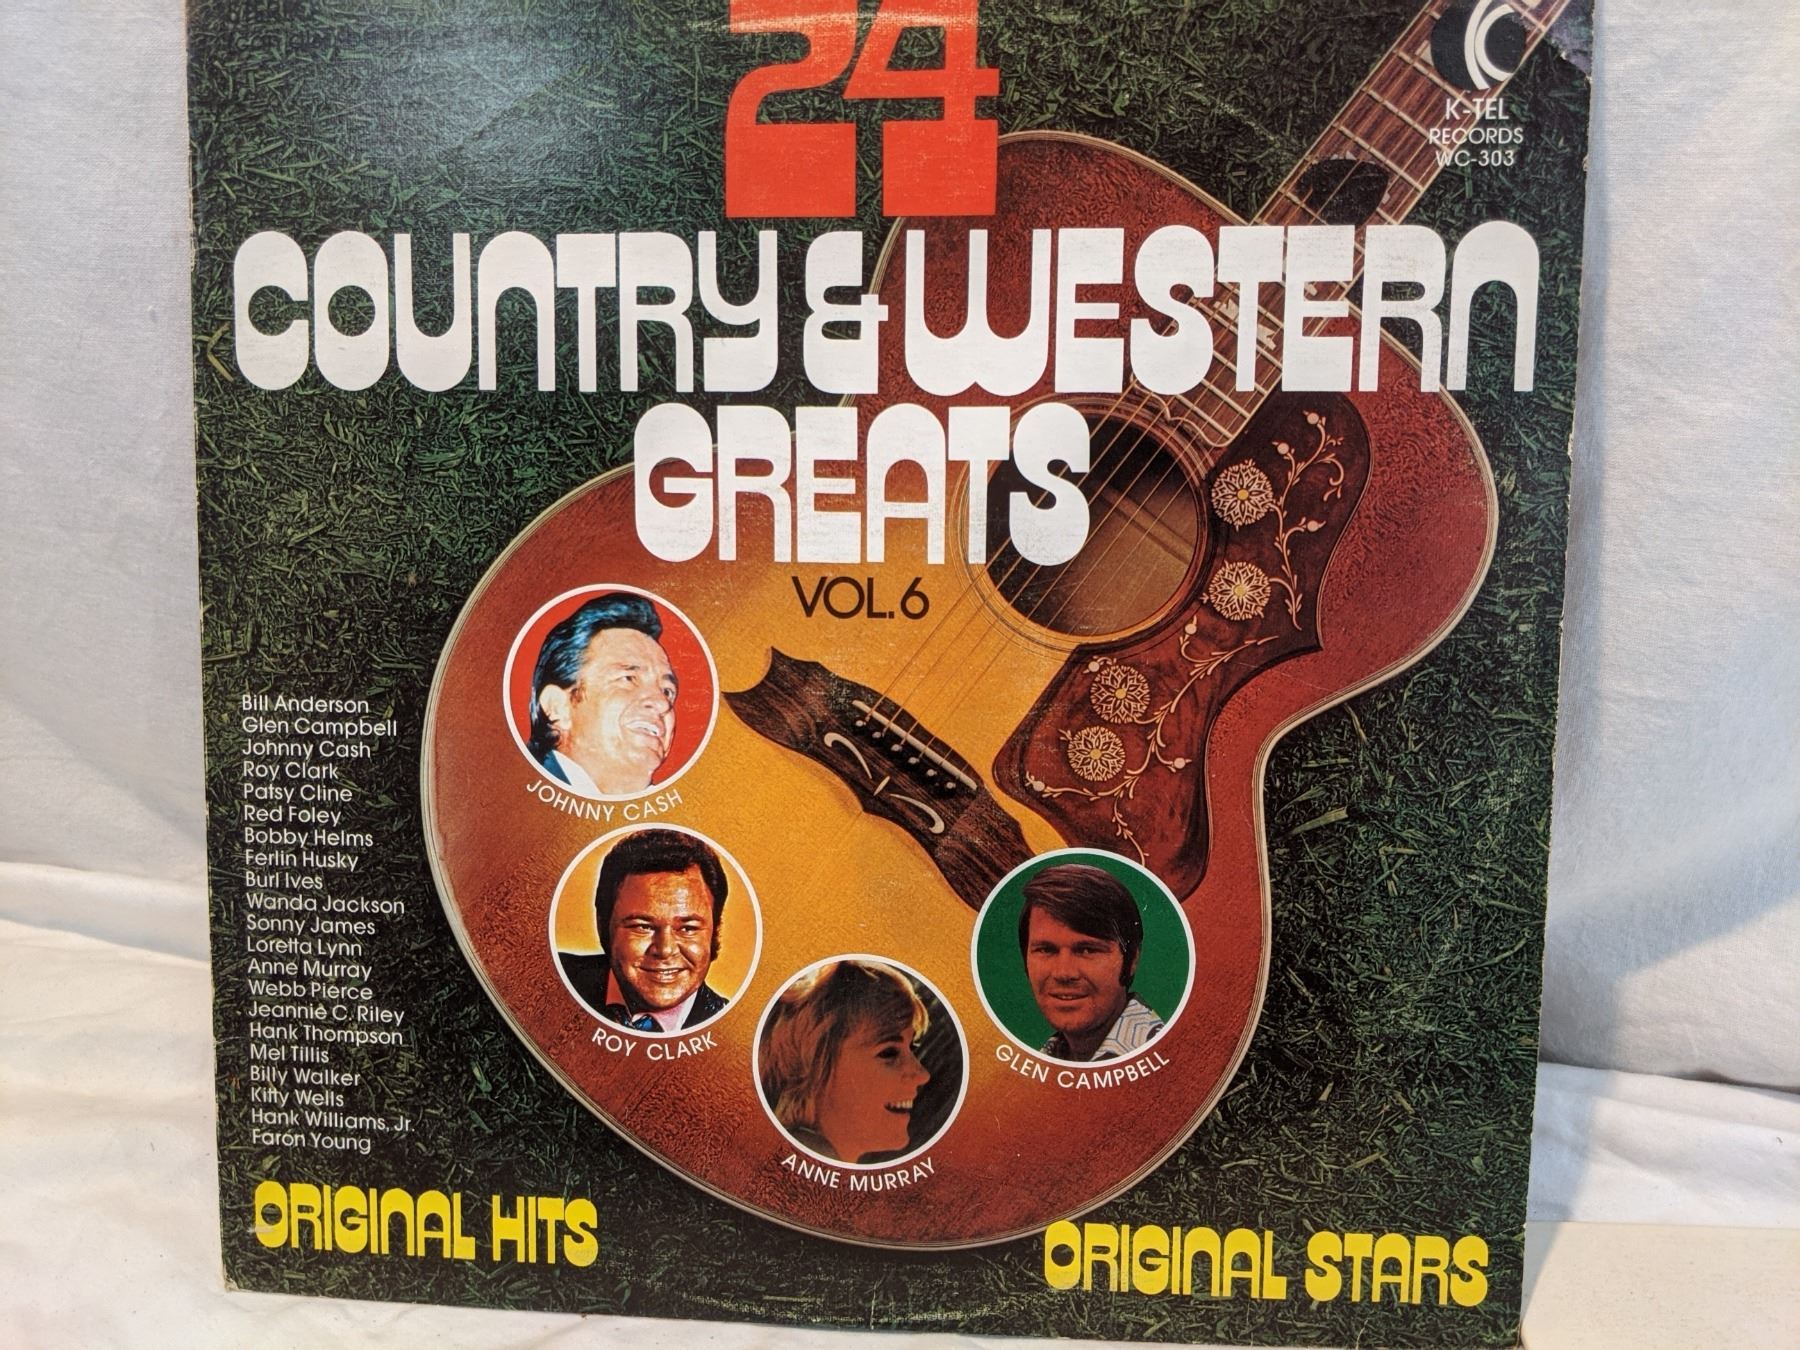 24
K-TEL
RECORDS
WC-303
COUNTRY & WESTERN
GREATS
VOL. 6
JOHNNY CASH
ROY CLARK
ANNE MURRAY
GLEN CAMPBELL
Bill Anderson
Glen Campbell
Johnny Cash
Roy Clark
Patsy Cline
Red Foley
Bobby Helms
Ferlin Husky
Burl Ives
Wanda Jackson
Sonny James
Loretta Lynn
Anne Murray
Webb Pierce
Jeannie C. Riley
Hank Thompson
Mel Tillis
Billy Walker
Kitty Wells
Hank Williams, Jr.
Faron Young
ORIGINAL HITS
ORIGINAL STARS